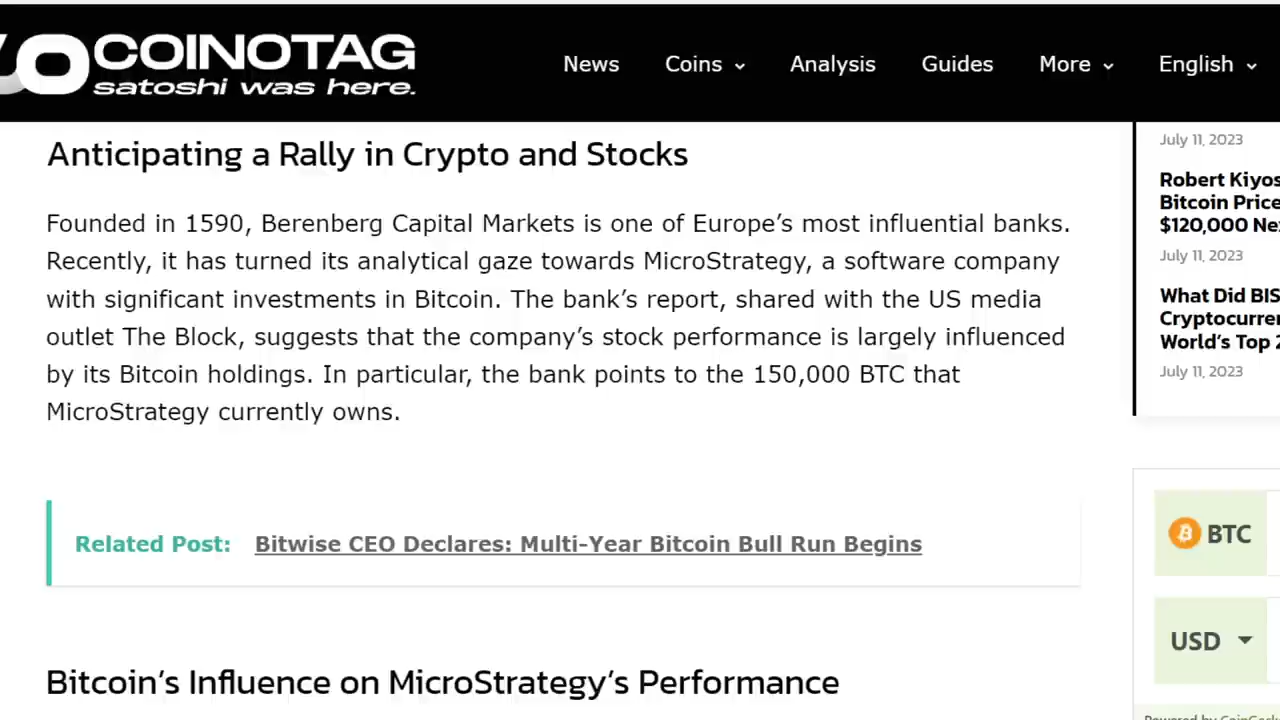 COINOTAG
satoshi was here.
News Coins Analysis Guides More English
Anticipating a Rally in Crypto and Stocks
Founded in 1590, Berenberg Capital Markets is one of Europe’s most influential banks.
Recently, it has turned its analytical gaze towards MicroStrategy, a software company
with significant investments in Bitcoin. The bank’s report, shared with the US media
outlet The Block, suggests that the company’s stock performance is largely influenced
by its Bitcoin holdings. In particular, the bank points to the 150,000 BTC that
MicroStrategy currently owns.
Related Post: Bitwise CEO Declares: Multi-Year Bitcoin Bull Run Begins
Bitcoin’s Influence on MicroStrategy’s Performance
July 11, 2023
Robert
Bitcoin Price
$120,000
July 11, 2023
What Did
World’s Top
July 11, 2023
BTC
USD
Powered by